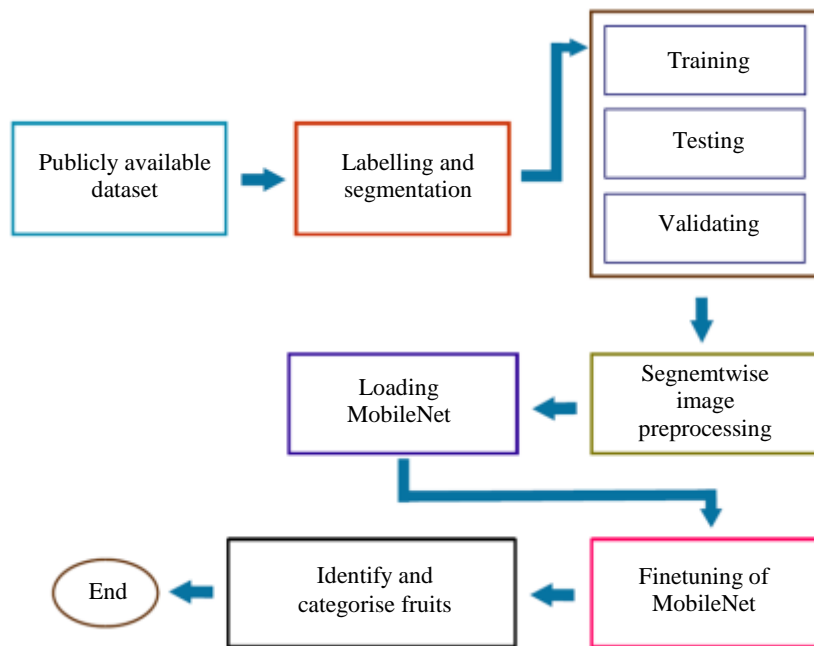 Publicly available
dataset
Labelling and
segmentation
Training
Testing
Validating
Segnemtwise
image
preprocessing
Loading
MobileNet
Finetuning of
MobileNet
Identify and
categorise fruits
End